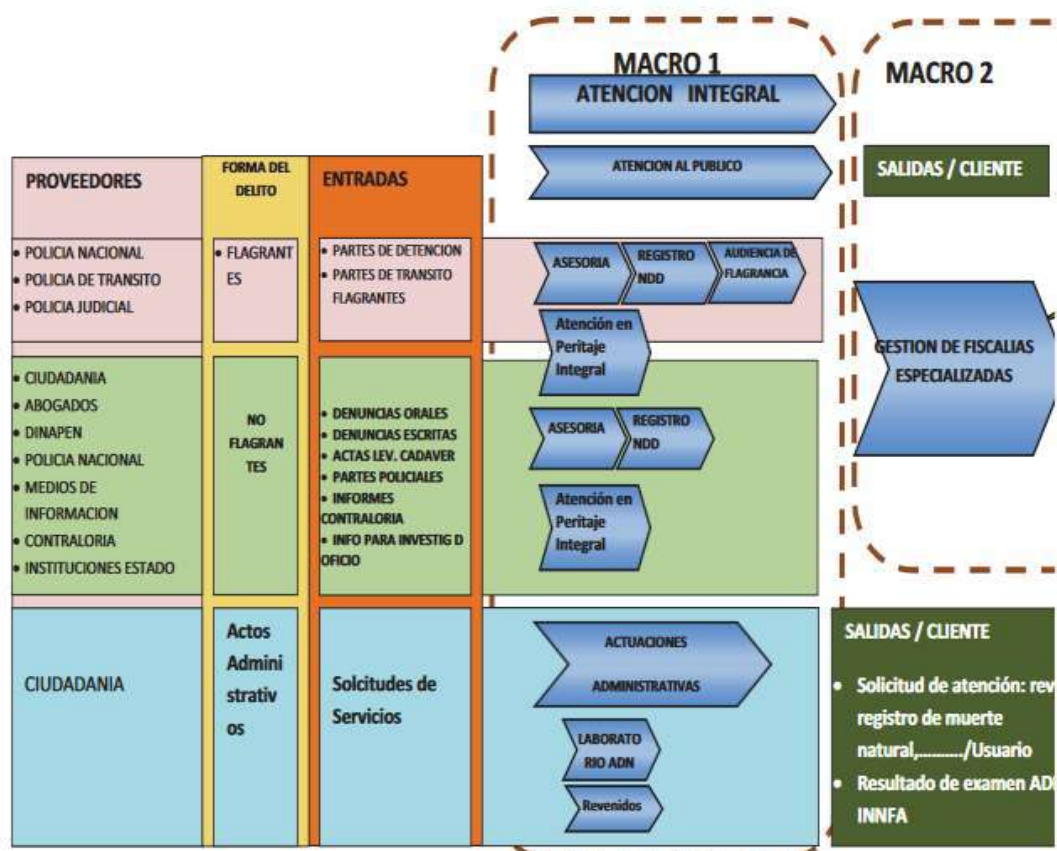 MACRO 1
ATENCION INTEGRAL
MACRO 2
ATENCION AL PUBLICO
SALIDAS / CLIENTE
PROVEEDORES
FORMA DEL
DELITO
ENTRADAS
• POLICIA NACIONAL
• POLICIA DE TRANSITO
• POLICIA JUDICIAL
• FLAGRANT
ES
• PARTES DE DETENCION
• PARTES DE TRANSITO
FLAGRANTES
ASESORIA
REGISTRO
NDD
AUDIENCIA DE
FLAGRANCIA
Atención en
Peritaje
Integral
GESTION DE FISCALIAS
ESPECIALIZADAS
• CIUDADANIA
• ABOGADOS
• DINAPEN
• POLICIA NACIONAL
• MEDIOS DE
INFORMACION
• CONTRALORIA
• INSTITUCIONES ESTADO
NO
FLAGRAN
TES
• DENUNCIAS ORALES
• DENUNCIAS ESCRITAS
• ACTAS LEV. CADAVER
• PARTES POLICIALES
• INFORMES
CONTRALORIA
• INFO PARA INVESTIG D
OFICIO
ASESORIA
REGISTRO
NDD
Atención en
Peritaje
Integral
CIUDADANIA
Actos
Admini
strativ
os
Solcitudes de
Servicios
ACTUACIONES
ADMINISTRATIVAS
LABORATO
RIO ADN
Revenidos
SALIDAS / CLIENTE
• Solicitud de atención:
registro de muerte
natural,………/Usuario
• Resultado de examen
INNFA